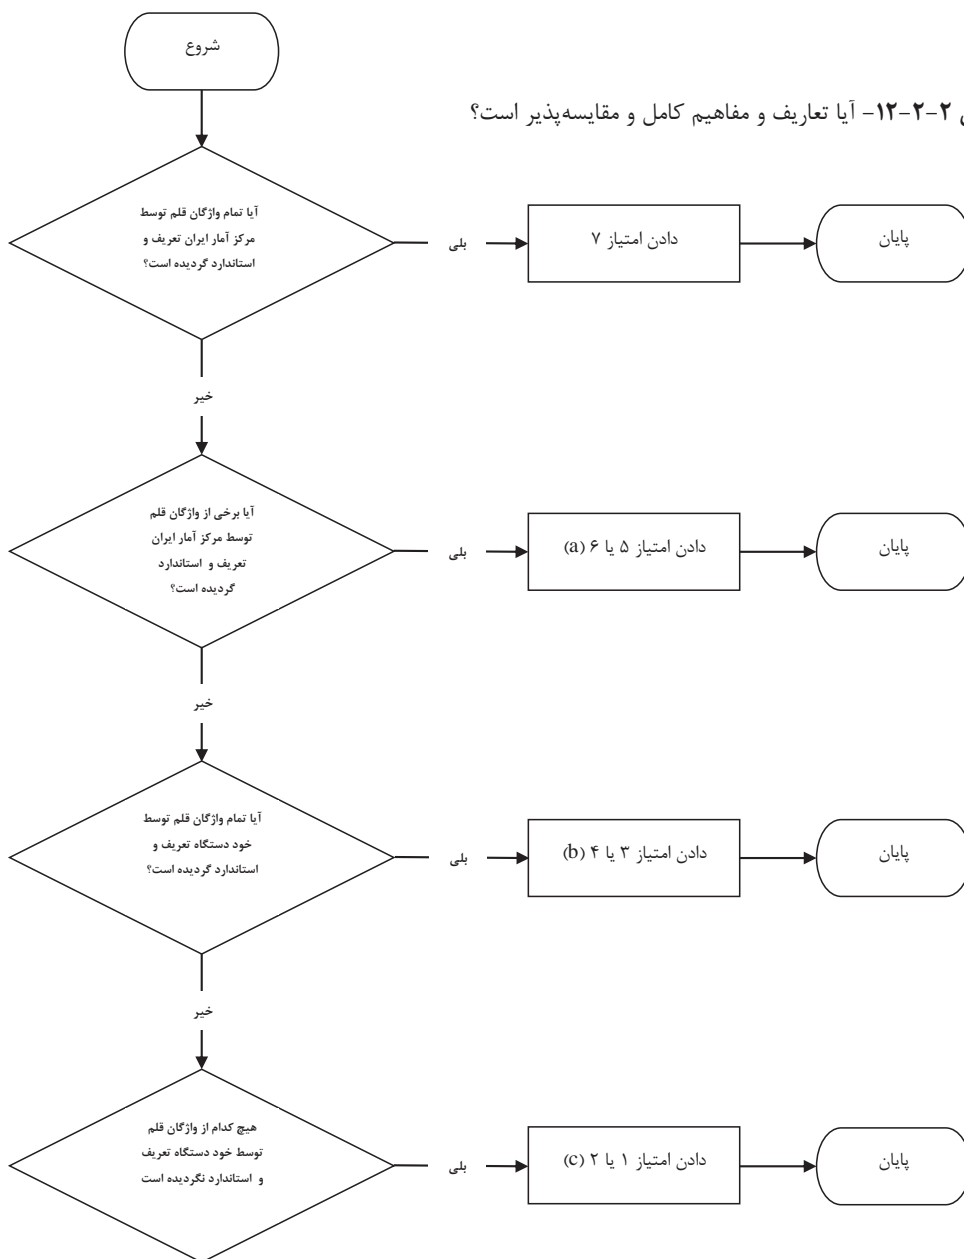 شروع
۱۲-۲-۲- آیا تعاریف و مفاهیم کامل و مقایسه‌پذیر است؟
آیا تمام واژگان قلم توسط
مرکز آمار ایران تعریف و
استاندارد گردیده است؟
بلی
دادن امتیاز ۷
پایان
خیر
آیا برخی از واژگان قلم
توسط مرکز آمار ایران
تعریف و استاندارد
گردیده است؟
بلی
دادن امتیاز ۵ یا ۶ (a)
پایان
خیر
آیا تمام واژگان قلم توسط
خود دستگاه تعریف و
استاندارد گردیده است؟
بلی
دادن امتیاز ۳ یا ۴ (b)
پایان
خیر
هیچ کدام از واژگان قلم
توسط خود دستگاه تعریف
و استاندارد نگردیده است
بلی
دادن امتیاز ۱ یا ۲ (c)
پایان